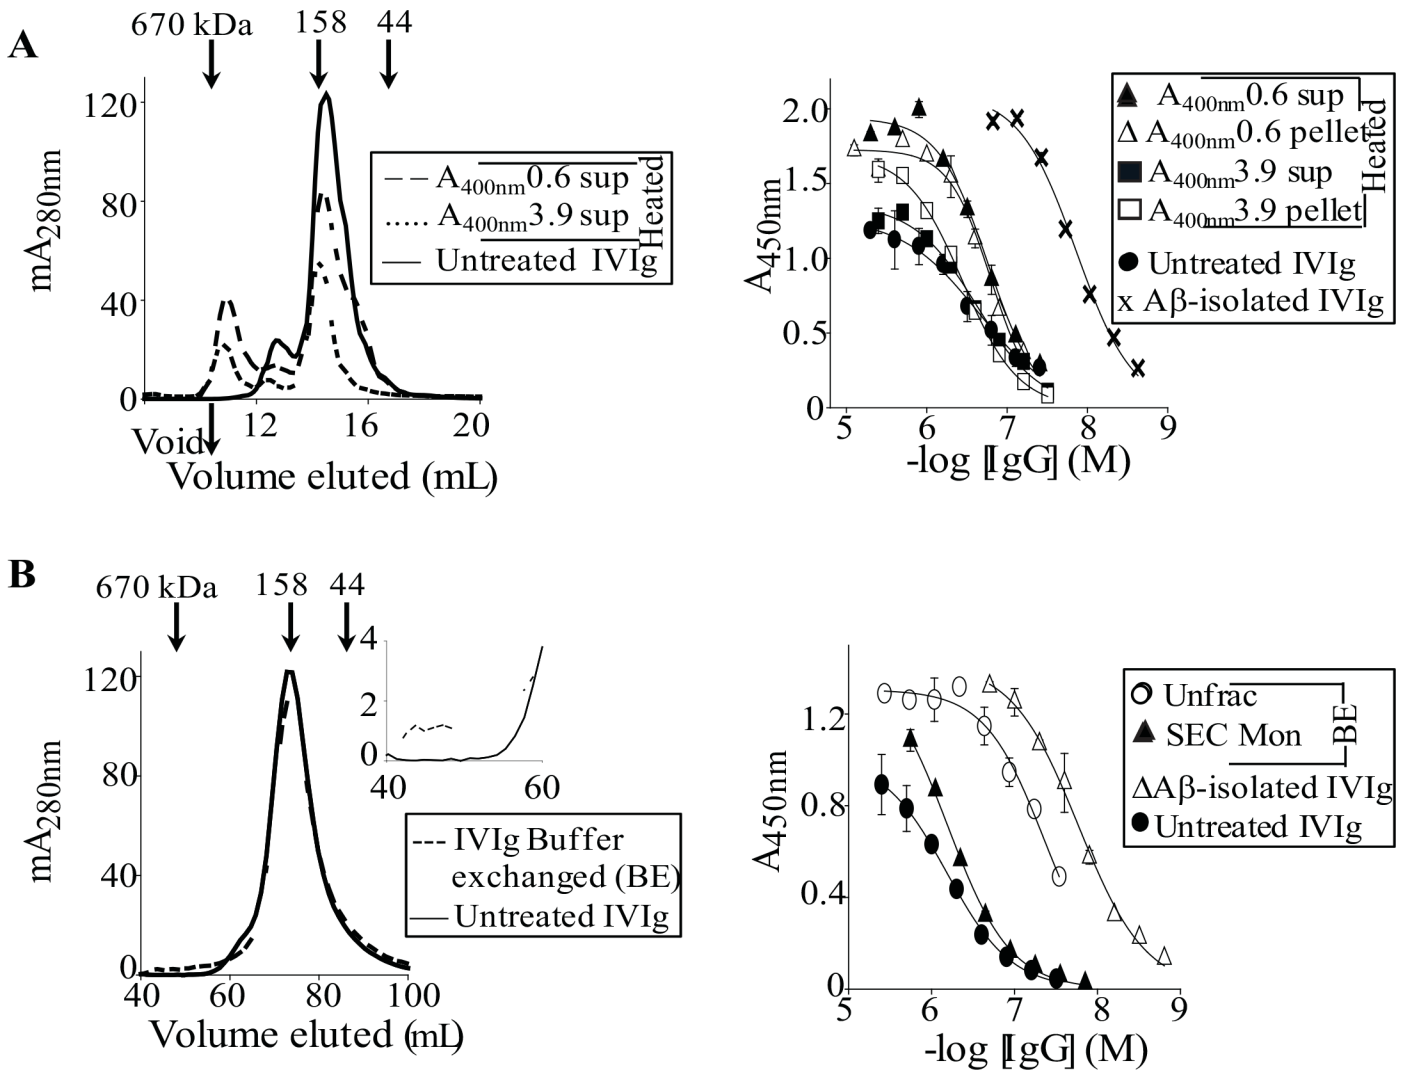 A
670 kDa 158 44
120
80
40
0
mA280nm
12 16 20
Void
Volume eluted (mL)
A400nm0.6 sup
A400nm3.9 sup
Heated
Untreated IVIg
2.0
1.5
1.0
0.5
0
A450nm
5 6 7 8 9
-log [IgG] (M)
A400nm0.6 sup
A400nm0.6 pellet
A400nm3.9 sup
A400nm3.9 pellet
Heated
Untreated IVIg
x Aβ-isolated IVIg
B
670 kDa 158 44
120
80
40
0
mA280nm
40 60 80 100
Volume eluted (mL)
4
2
0
40 60
IVIg Buffer
exchanged (BE)
Untreated IVIg
1.2
0.8
0.4
0
A450nm
5 6 7 8 9
-log [IgG] (M)
Unfrac
SEC Mon
BE
Aβ-isolated IVIg
Untreated IVIg